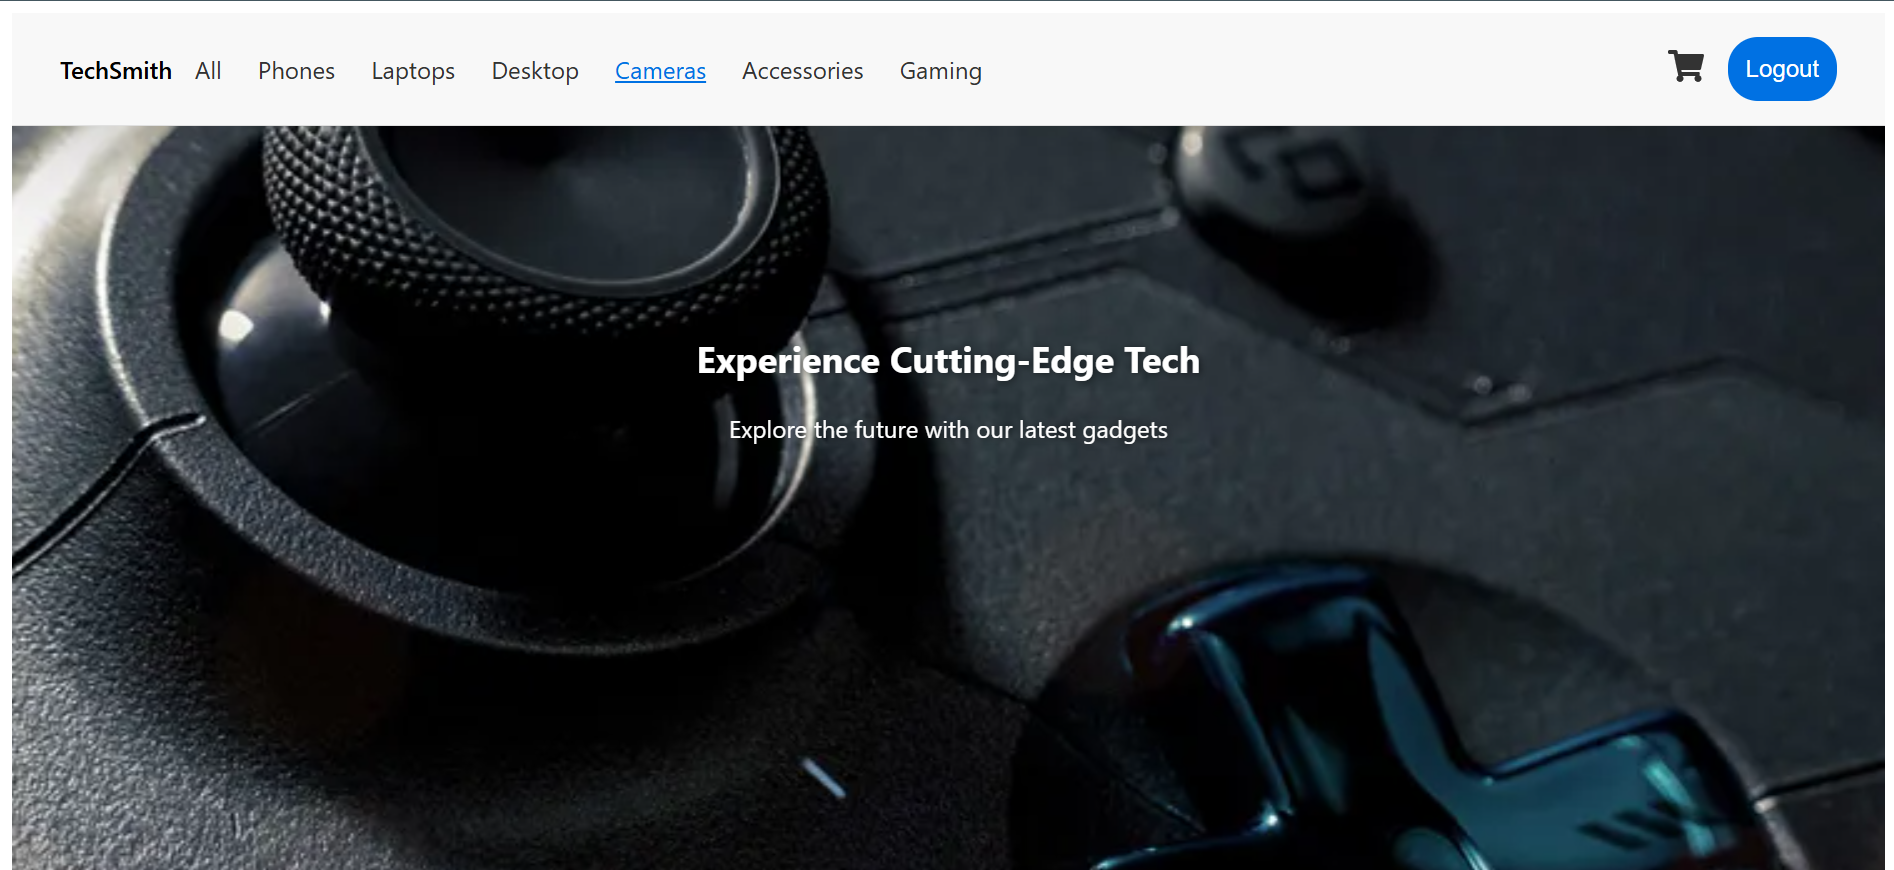 TechSmith All Phones Laptops Desktop Cameras Accessories Gaming Logout
Experience Cutting-Edge Tech
Explore the future with our latest gadgets